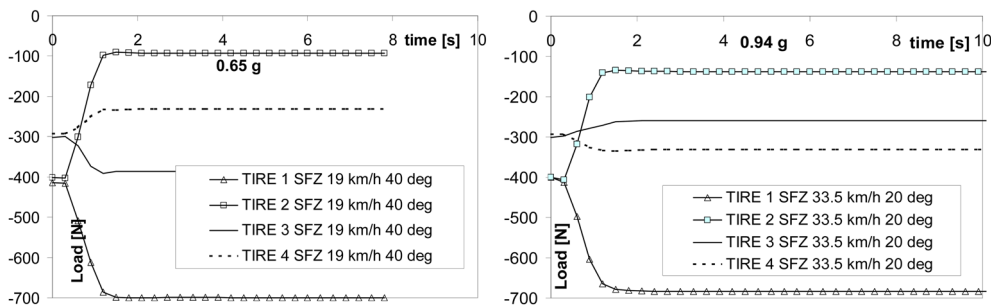 0
-100
-200
-300
-400
-500
-600
-700
0 2 4 6 8 10
time [s]
0.65 g
Load [N]
TIRE 1 SFZ 19 km/h 40 deg
TIRE 2 SFZ 19 km/h 40 deg
TIRE 3 SFZ 19 km/h 40 deg
TIRE 4 SFZ 19 km/h 40 deg
0
-100
-200
-300
-400
-500
-600
-700
0 2 4 6 8 10
0.94 g
time [s]
Load [N]
TIRE 1 SFZ 33.5 km/h 20 deg
TIRE 2 SFZ 33.5 km/h 20 deg
TIRE 3 SFZ 33.5 km/h 20 deg
TIRE 4 SFZ 33.5 km/h 20 deg